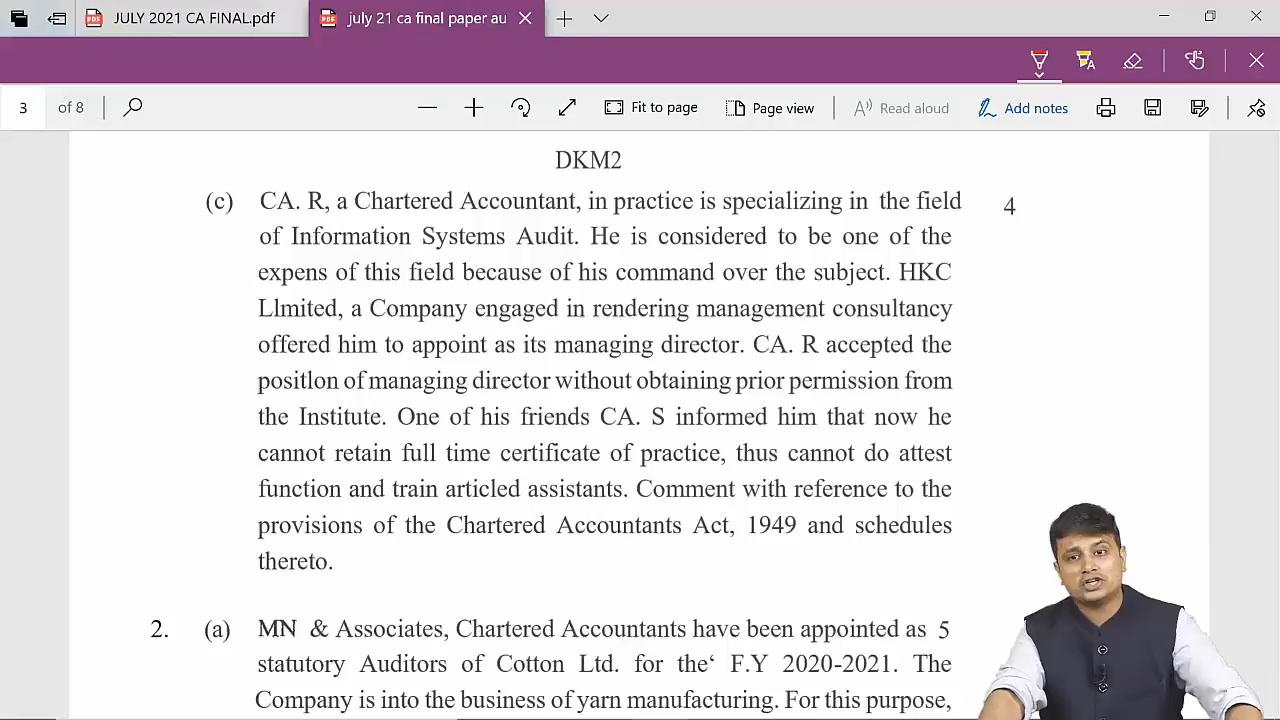 JULY 2021 CA FINAL.pdf
july 21 ca final paper au
3 of 8
Fit to page
Page view
Read aloud
Add notes
DKM2
(c) CA. R, a Chartered Accountant, in practice is specializing in the field 4
of Information Systems Audit. He is considered to be one of the
expens of this field because of his command over the subject. HKC
Llmited, a Company engaged in rendering management consultancy
offered him to appoint as its managing director. CA. R accepted the
positlon of managing director without obtaining prior permission from
the Institute. One of his friends CA. S informed him that now he
cannot retain full time certificate of practice, thus cannot do attest
function and train articled assistants. Comment with reference to the
provisions of the Chartered Accountants Act, 1949 and schedules
thereto.
2. (a) MN & Associates, Chartered Accountants have been appointed as 5
statutory Auditors of Cotton Ltd. for the‘ F.Y 2020-2021. The
Company is into the business of yarn manufacturing. For this purpose,